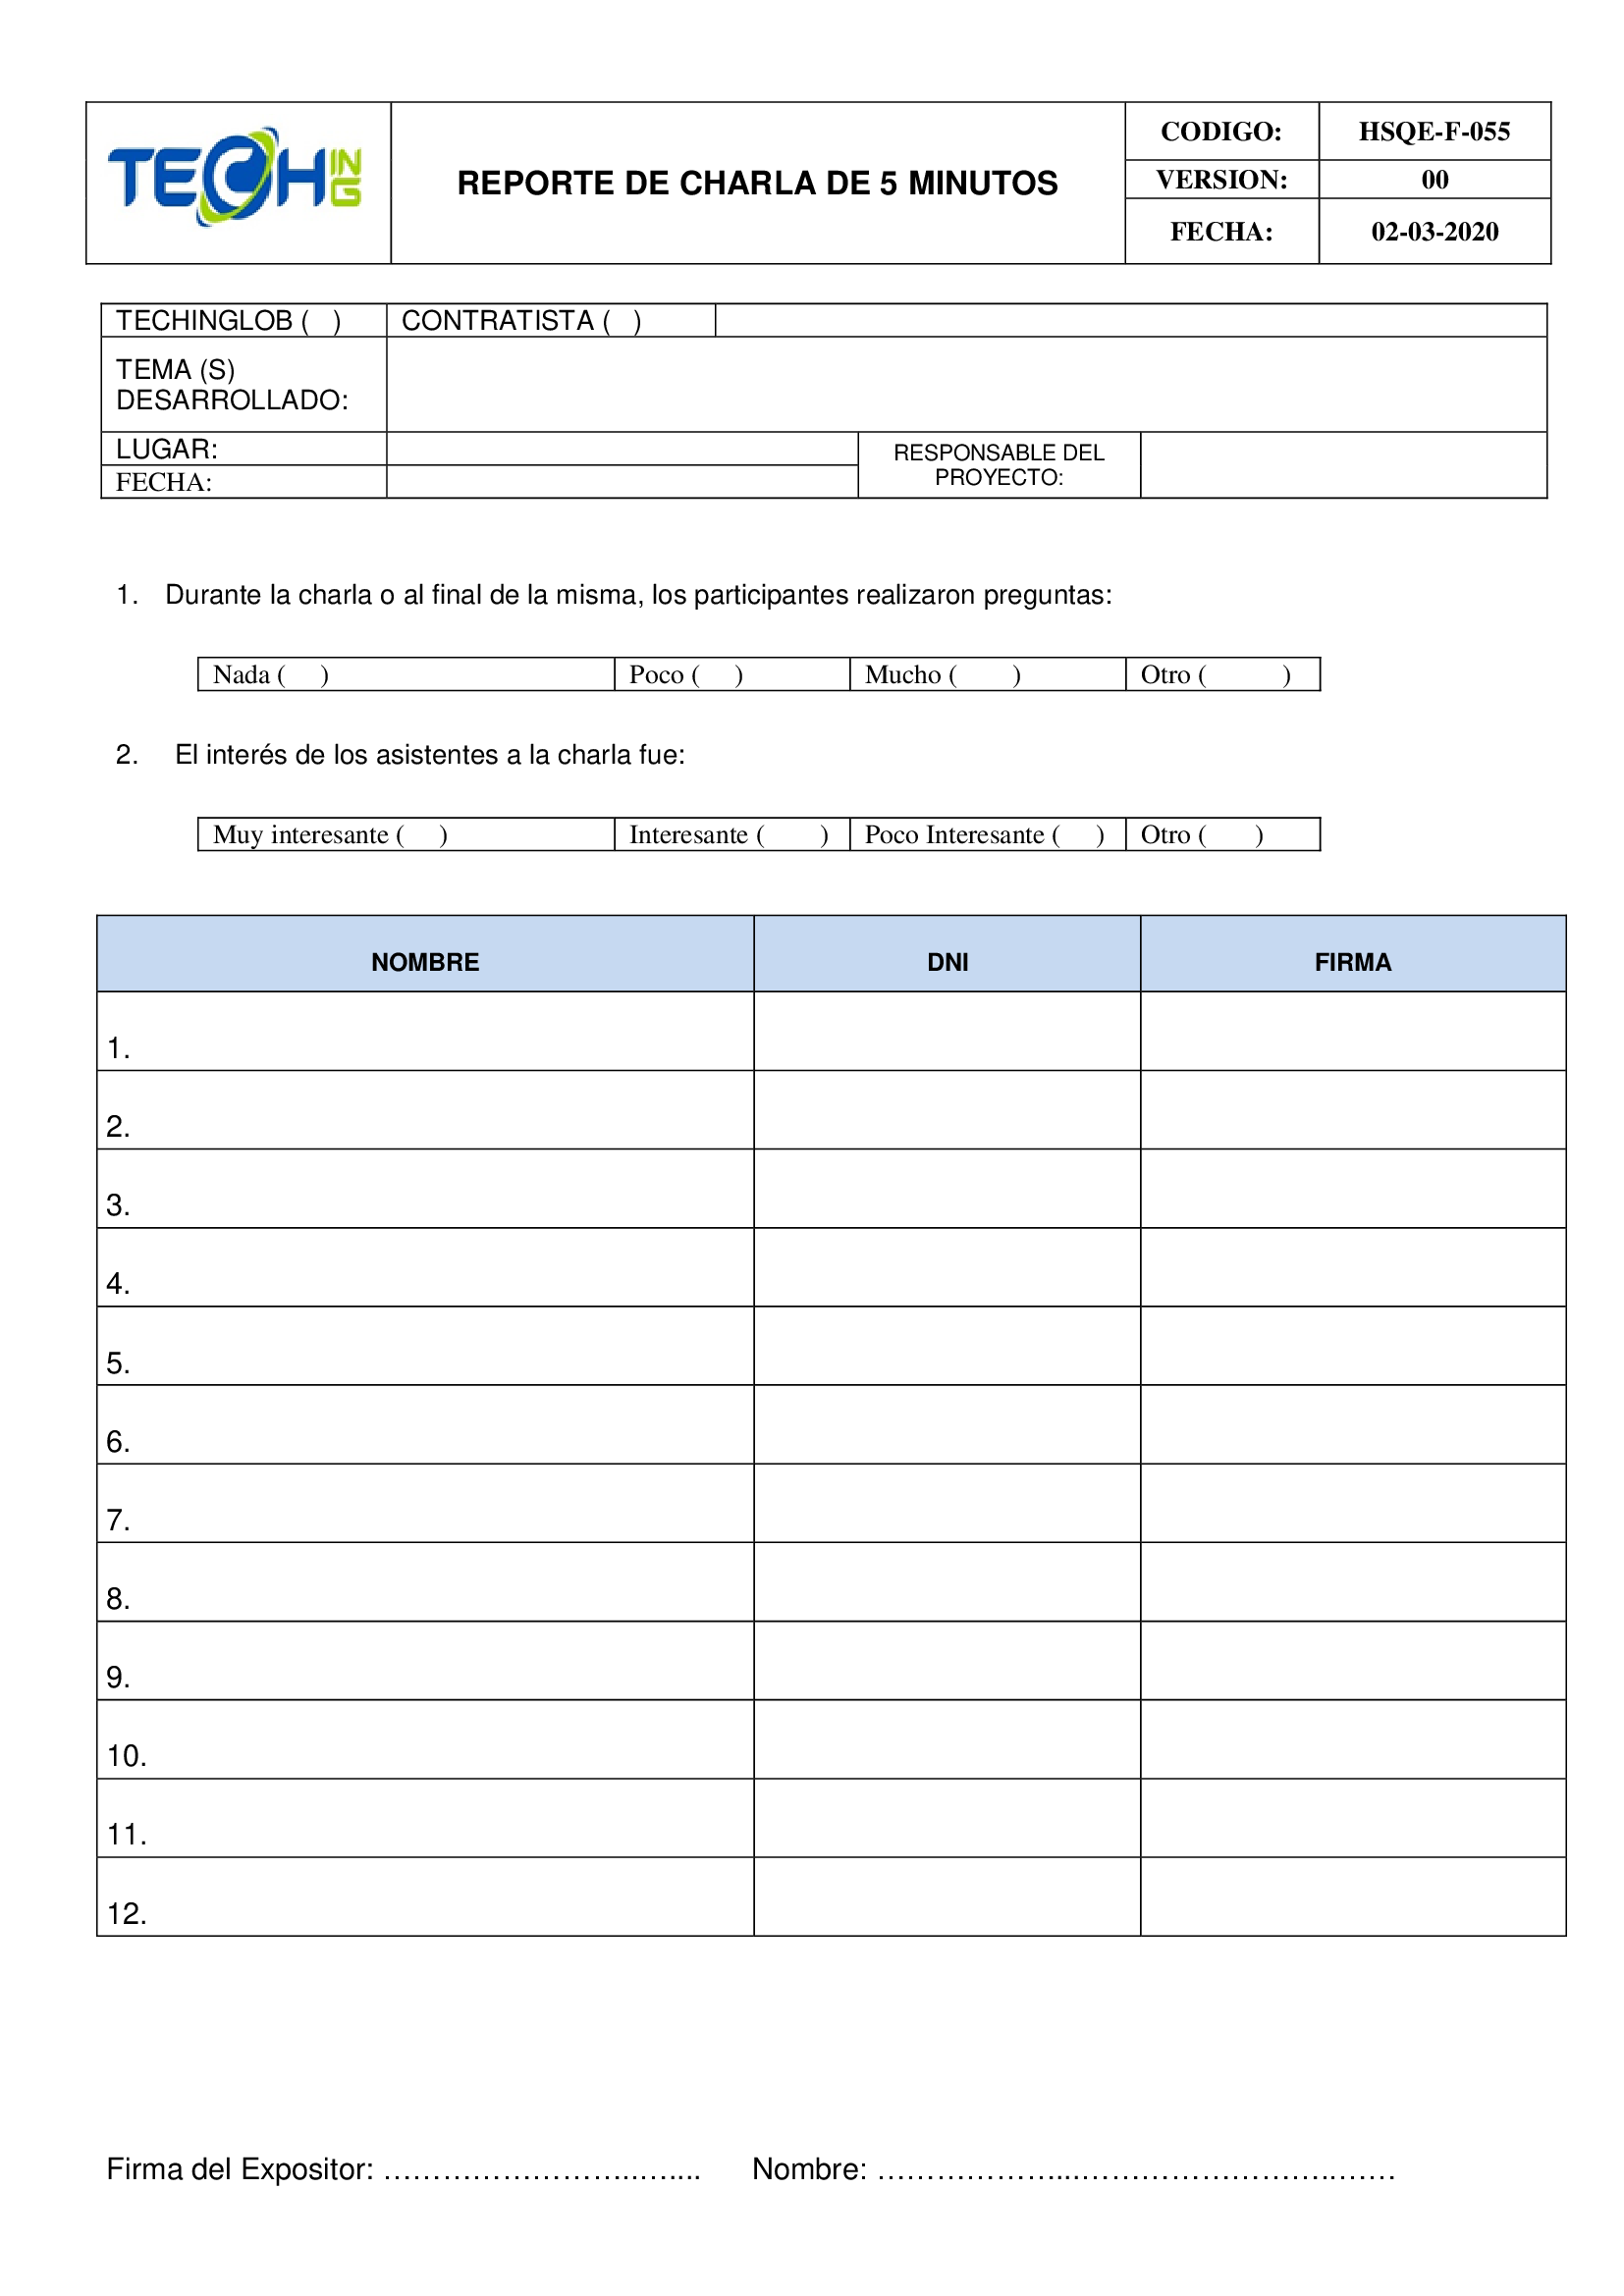 TECHING
REPORTE DE CHARLA DE 5 MINUTOS
CODIGO: HSQE-F-055
VERSION: 00
FECHA: 02-03-2020
TECHINGLOB (   ) CONTRATISTA (   )
TEMA (S)
DESARROLLADO:
LUGAR:
FECHA:
RESPONSABLE DEL
PROYECTO:
1. Durante la charla o al final de la misma, los participantes realizaron preguntas:
Nada (     ) Poco (     ) Mucho (        ) Otro (           )
2. El interés de los asistentes a la charla fue:
Muy interesante (     ) Interesante (        ) Poco Interesante (     ) Otro (       )
NOMBRE DNI FIRMA
1.
2.
3.
4.
5.
6.
7.
8.
9.
10.
11.
12.
Firma del Expositor: …………………….….... Nombre: ………………...…………………….……